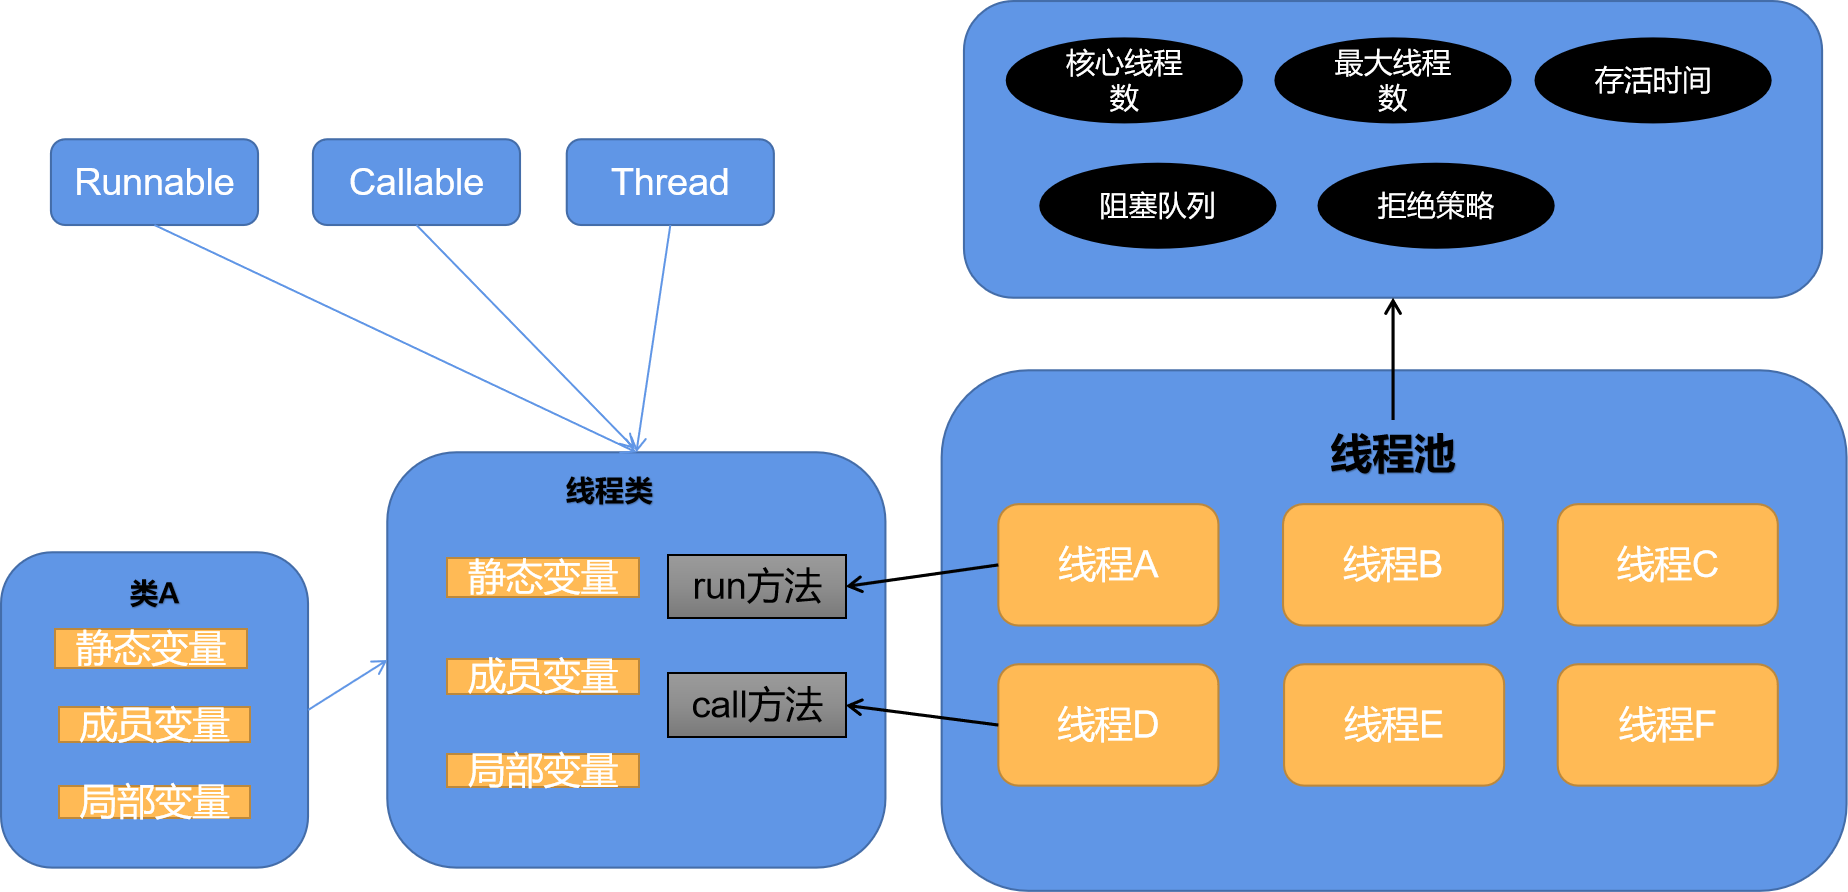 核心线程
数
最大线程
数
存活时间
阻塞队列
拒绝策略
Runnable
Callable
Thread
线程池
线程A
线程B
线程C
线程D
线程E
线程F
线程类
静态变量
run方法
成员变量
call方法
局部变量
类A
静态变量
成员变量
局部变量